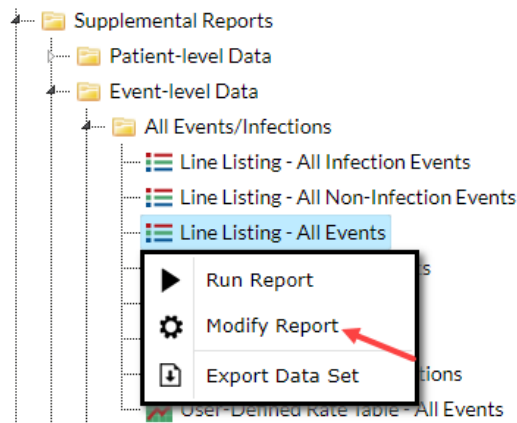 Supplemental Reports
Patient-level Data
Event-level Data
All Events/Infections
Line Listing - All Infection Events
Line Listing - All Non-Infection Events
Line Listing - All Events
Run Report
Modify Report
Export Data Set
User-Defined Rate Table - All Events